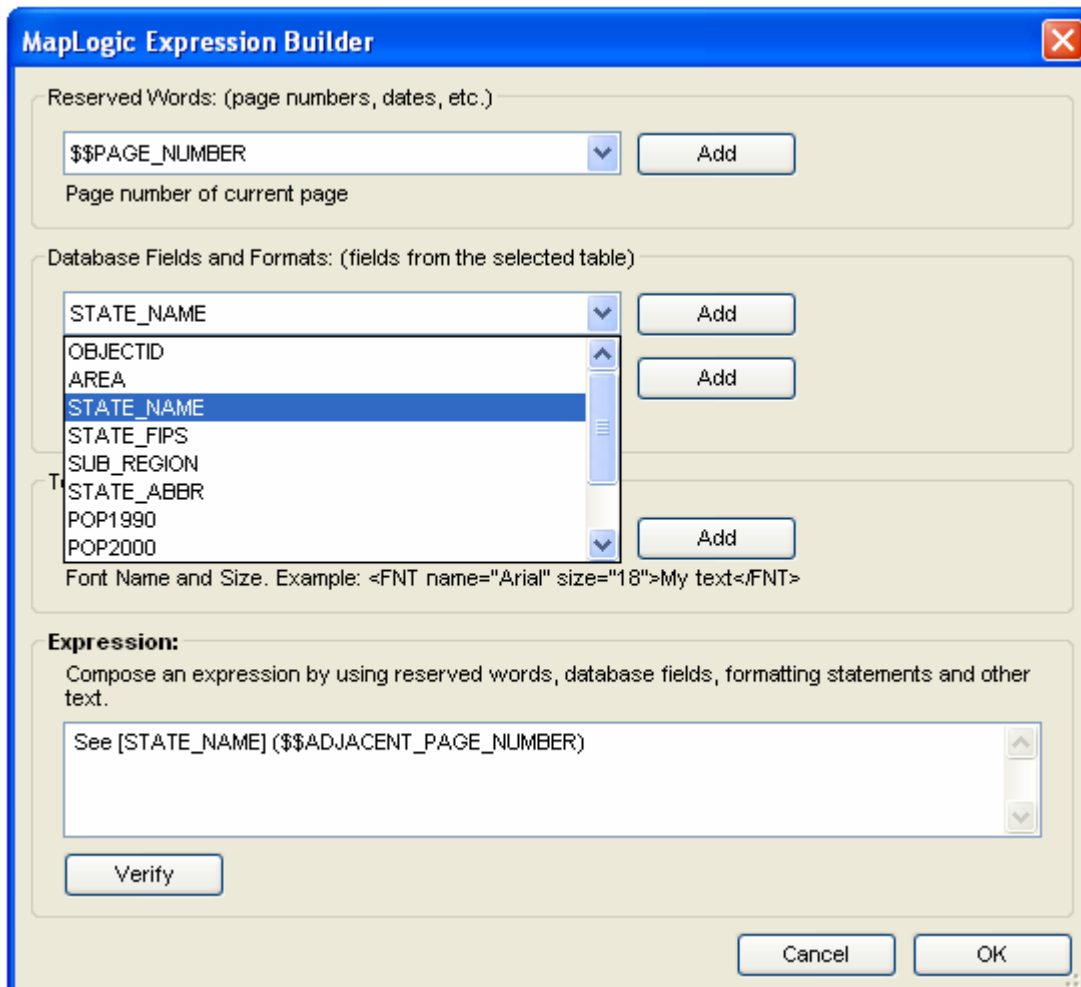 MapLogic Expression Builder
Reserved Words: (page numbers, dates, etc.)
$$PAGE_NUMBER
Add
Page number of current page
Database Fields and Formats: (fields from the selected table)
STATE_NAME
Add
OBJECTID
AREA
Add
STATE_NAME
STATE_FIPS
SUB_REGION
STATE_ABBR
POP1990
Add
POP2000
Font Name and Size. Example: <FNT name="Arial" size="18">My text</FNT>
Expression:
Compose an expression by using reserved words, database fields, formatting statements and other
text.
See [STATE_NAME] ($$ADJACENT_PAGE_NUMBER)
Verify
Cancel
OK